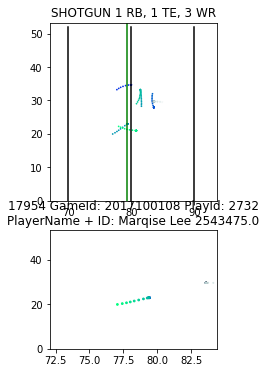 SHOTGUN 1 RB, 1 TE, 3 WR
50
40
30
20
10
0
70 80 90
17954 GameId: 2017100108 PlayId: 2732
PlayerName + ID: Marqise Lee 2543475.0
40
20
0
72.5 75.0 77.5 80.0 82.5